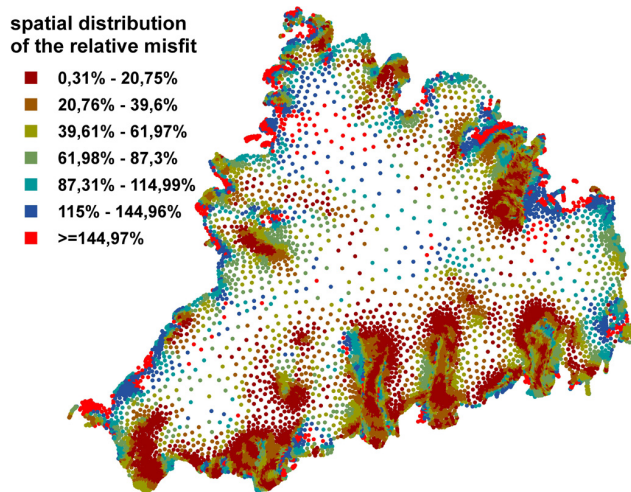 spatial distribution
of the relative misfit
0,31% - 20,75%
20,76% - 39,6%
39,61% - 61,97%
61,98% - 87,3%
87,31% - 114,99%
115% - 144,96%
>=144,97%